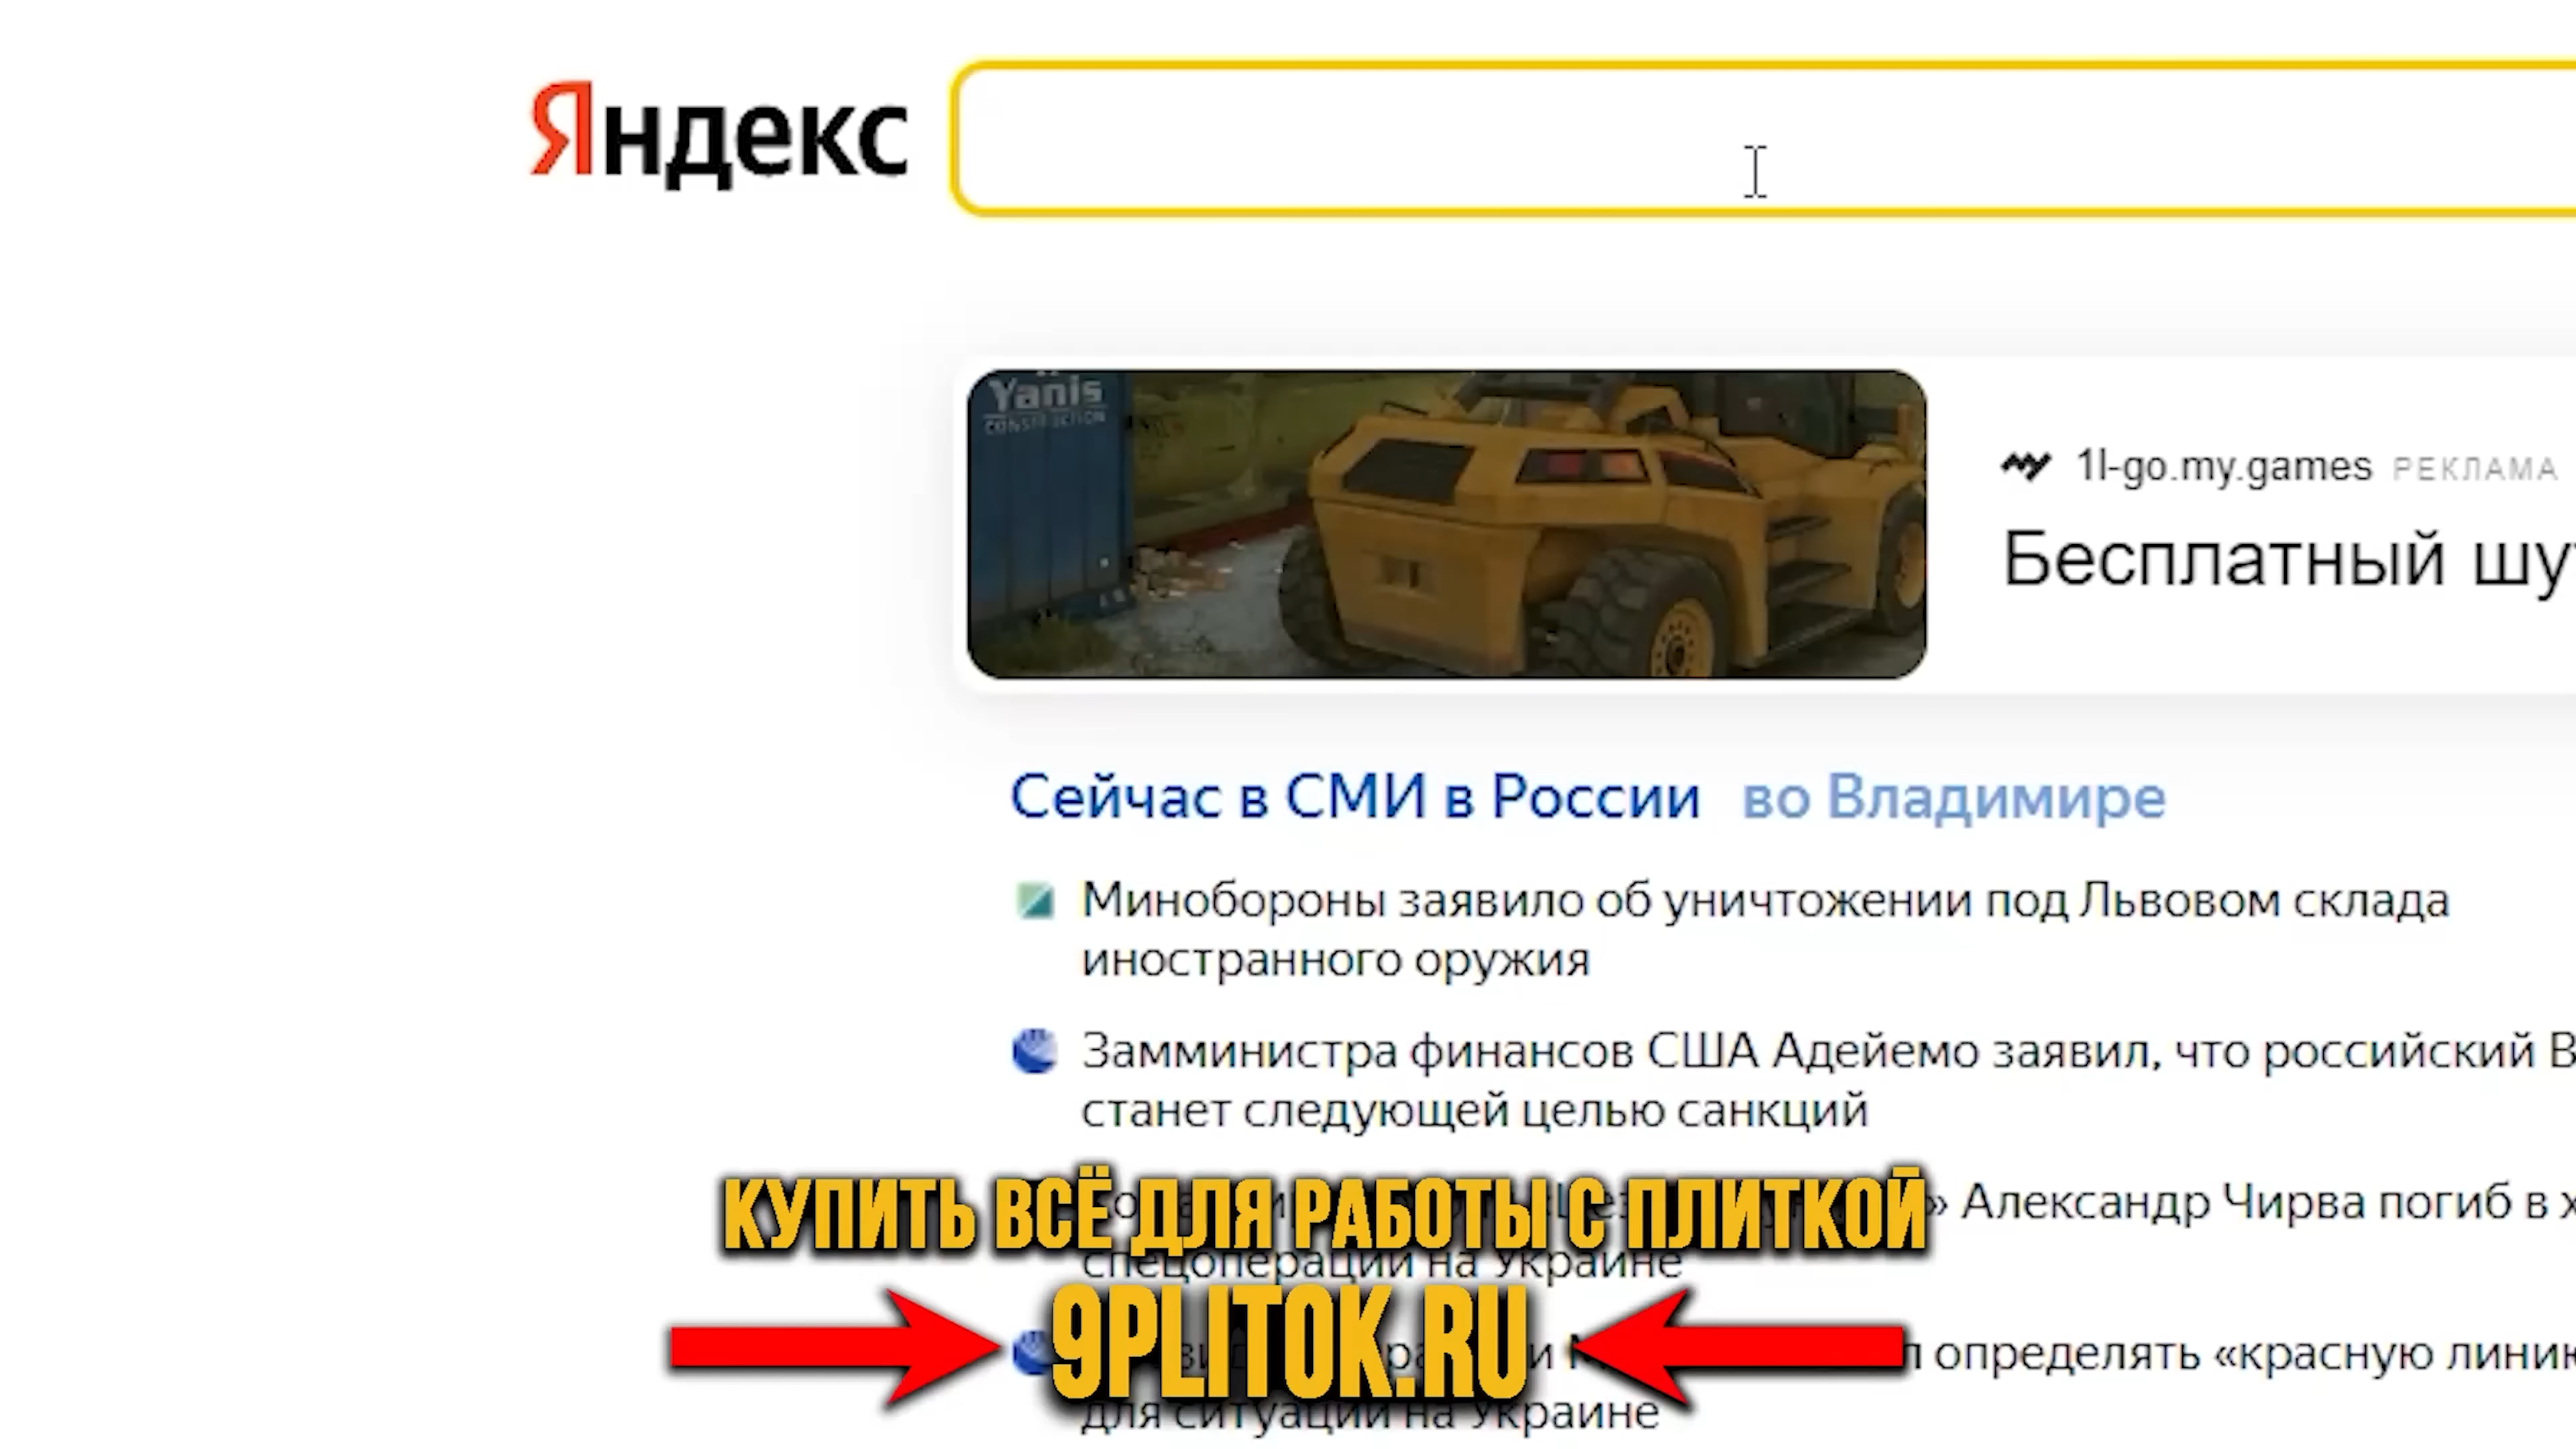 Яндекс
Yanis
CONSTRUCTION
1l-go.my.games РЕКЛАМА
Бесплатный шу
Сейчас в СМИ в России во Владимире
Минобороны заявило об уничтожении под Львовом склада
иностранного оружия
Замминистра финансов США Адейемо заявил, что российский В
станет следующей целью санкций
» Александр Чирва погиб в х
спецоперации на Украине
КУПИТЬ ВСЁ ДЛЯ РАБОТЫ С ПЛИТКОЙ
9PLITOK.RU
определять «красную линию
для ситуации на Украине